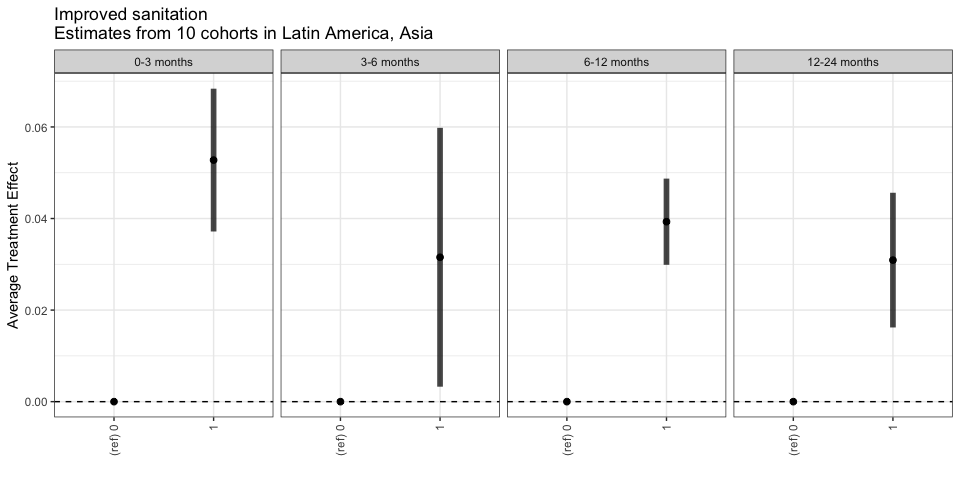 Improved sanitation
Estimates from 10 cohorts in Latin America, Asia
0-3 months
3-6 months
6-12 months
12-24 months
Average Treatment Effect
0.06
0.04
0.02
0.00
(ref) 0
1
(ref) 0
1
(ref) 0
1
(ref) 0
1